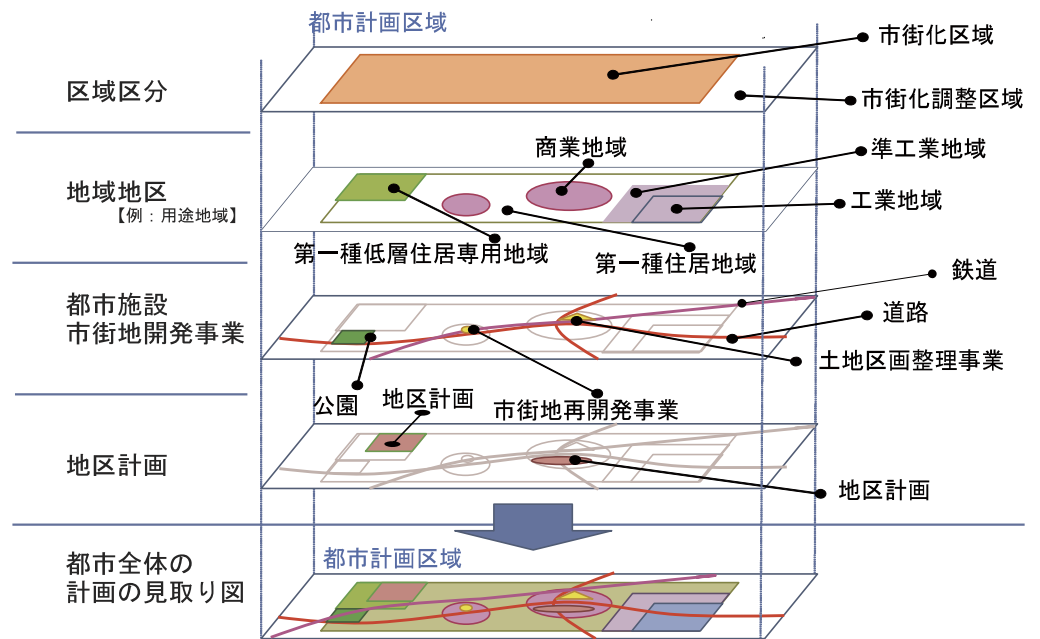 都市計画区域
市街化区域
区域区分
市街化調整区域
商業地域
準工業地域
地域地区
【例：用途地域】
工業地域
第一種低層住居専用地域
第一種住居地域
鉄道
都市施設
市街地開発事業
道路
土地区画整理事業
公園
地区計画
市街地再開発事業
地区計画
地区計画
都市計画区域
都市全体の
計画の見取り図